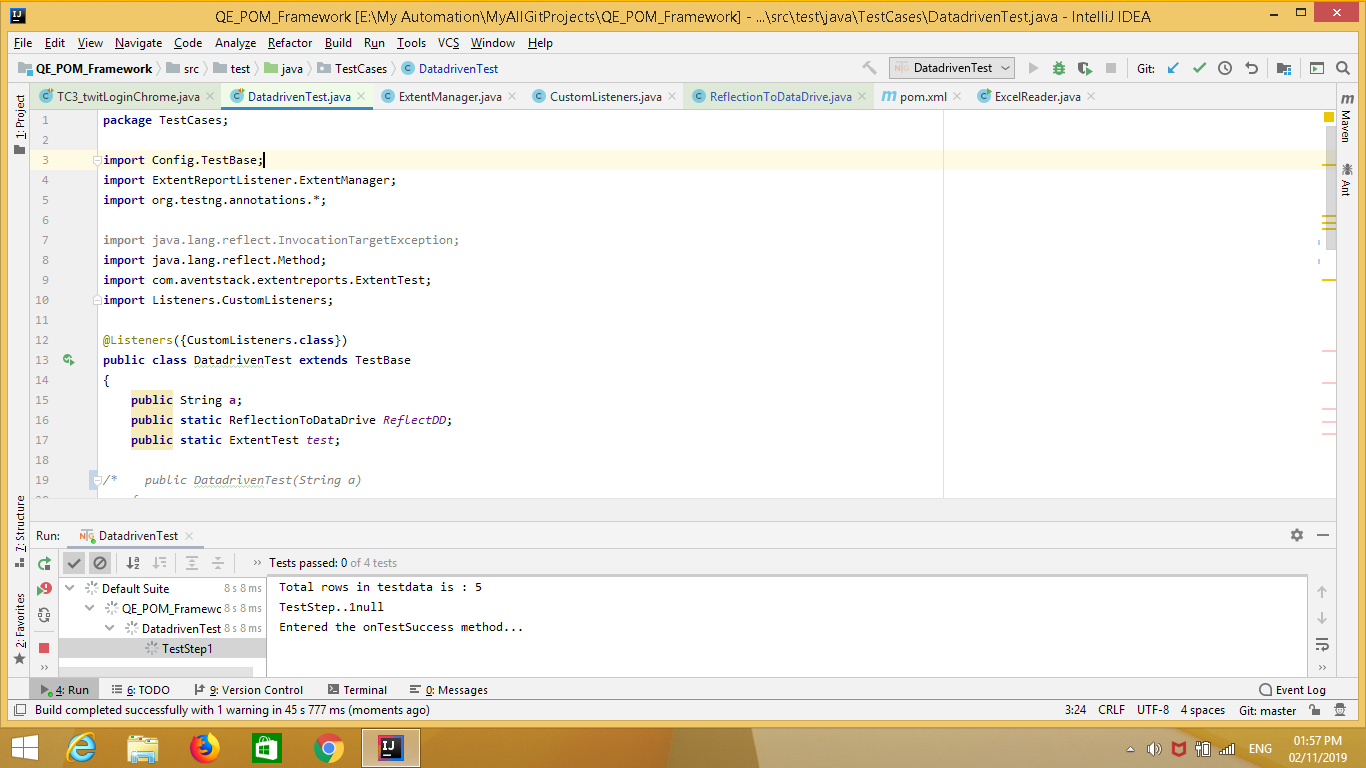 QE_POM_Framework [E:\My Automation\MyAllGitProjects\QE_POM_Framework] - ...\src\test\java\TestCases\DatadrivenTest.java - IntelliJ IDEA
File Edit View Navigate Code Analyze Refactor Build Run Tools VCS Window Help
QE_POM_Framework src test java TestCases DatadrivenTest DatadrivenTest Git:
TC3_twitLoginChrome.java DatadrivenTest.java ExtentManager.java CustomListeners.java ReflectionToDataDrive.java pom.xml ExcelReader.java
1: Project
Maven
Ant
1 package TestCases;
2
3 import Config.TestBase;
4 import ExtentReportListener.ExtentManager;
5 import org.testng.annotations.*;
6
7 import java.lang.reflect.InvocationTargetException;
8 import java.lang.reflect.Method;
9 import com.aventstack.extentreports.ExtentTest;
10 import Listeners.CustomListeners;
11
12 @Listeners({CustomListeners.class})
13 public class DatadrivenTest extends TestBase
14 {
15 public String a;
16 public static ReflectionToDataDrive ReflectDD;
17 public static ExtentTest test;
18
19 /* public DatadrivenTest(String a)
7: Structure
2: Favorites
Run: DatadrivenTest
Tests passed: 0 of 4 tests
Default Suite 8 s 8 ms
QE_POM_Framewc 8 s 8 ms
DatadrivenTest 8 s 8 ms
TestStep1
Total rows in testdata is : 5
TestStep..1null
Entered the onTestSuccess method...
4: Run 6: TODO 9: Version Control Terminal 0: Messages Event Log
Build completed successfully with 1 warning in 45 s 777 ms (moments ago) 3:24 CRLF UTF-8 4 spaces Git: master
ENG
01:57 PM
02/11/2019